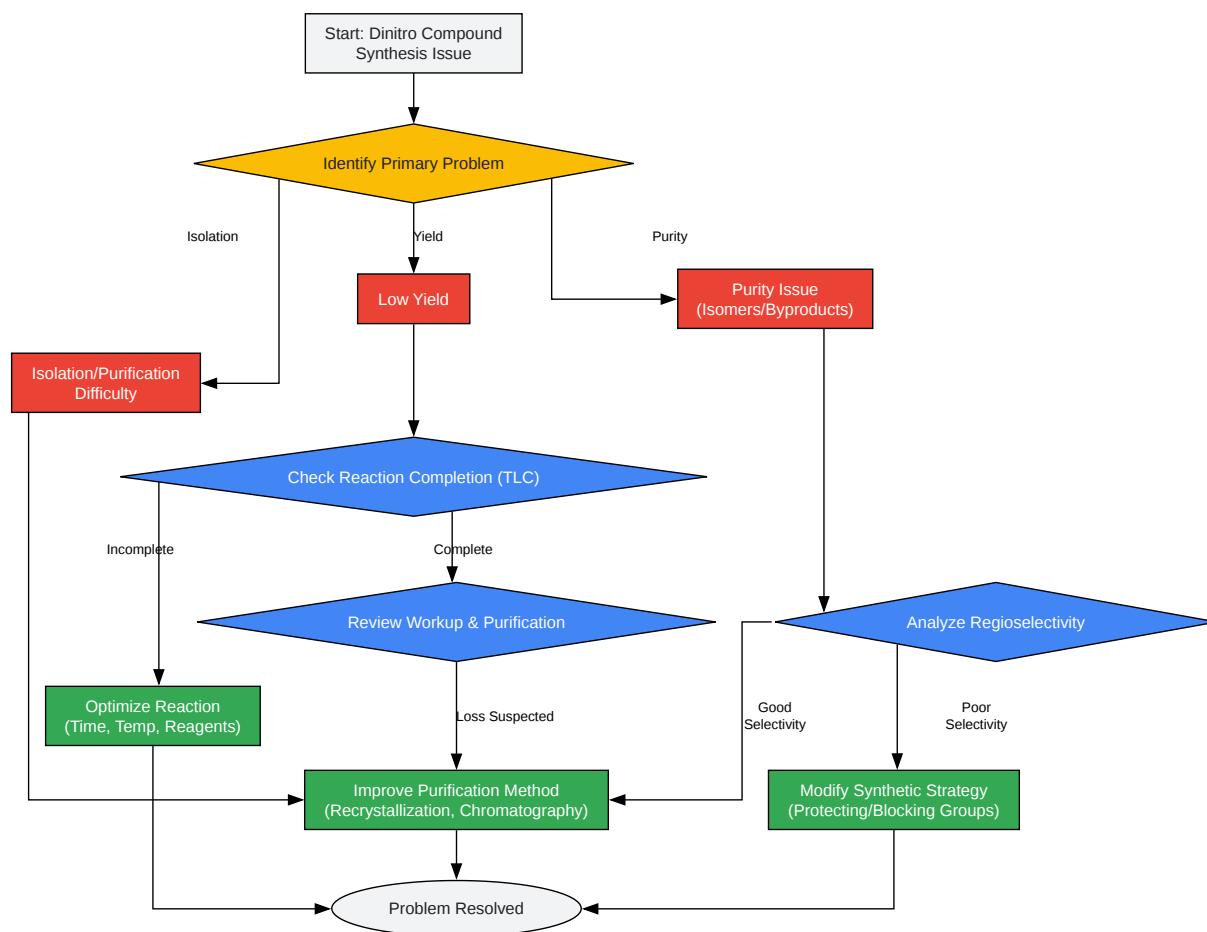 Start: Dinitro Compound
Synthesis Issue
Identify Primary Problem
Isolation
Yield
Purity
Low Yield
Purity Issue
(Isomers/Byproducts)
Isolation/Purification
Difficulty
Check Reaction Completion (TLC)
Incomplete
Complete
Review Workup & Purification
Analyze Regioselectivity
Optimize Reaction
(Time, Temp, Reagents)
Loss Suspected
Good
Selectivity
Poor
Selectivity
Improve Purification Method
(Recrystallization, Chromatography)
Modify Synthetic Strategy
(Protecting/Blocking Groups)
Problem Resolved